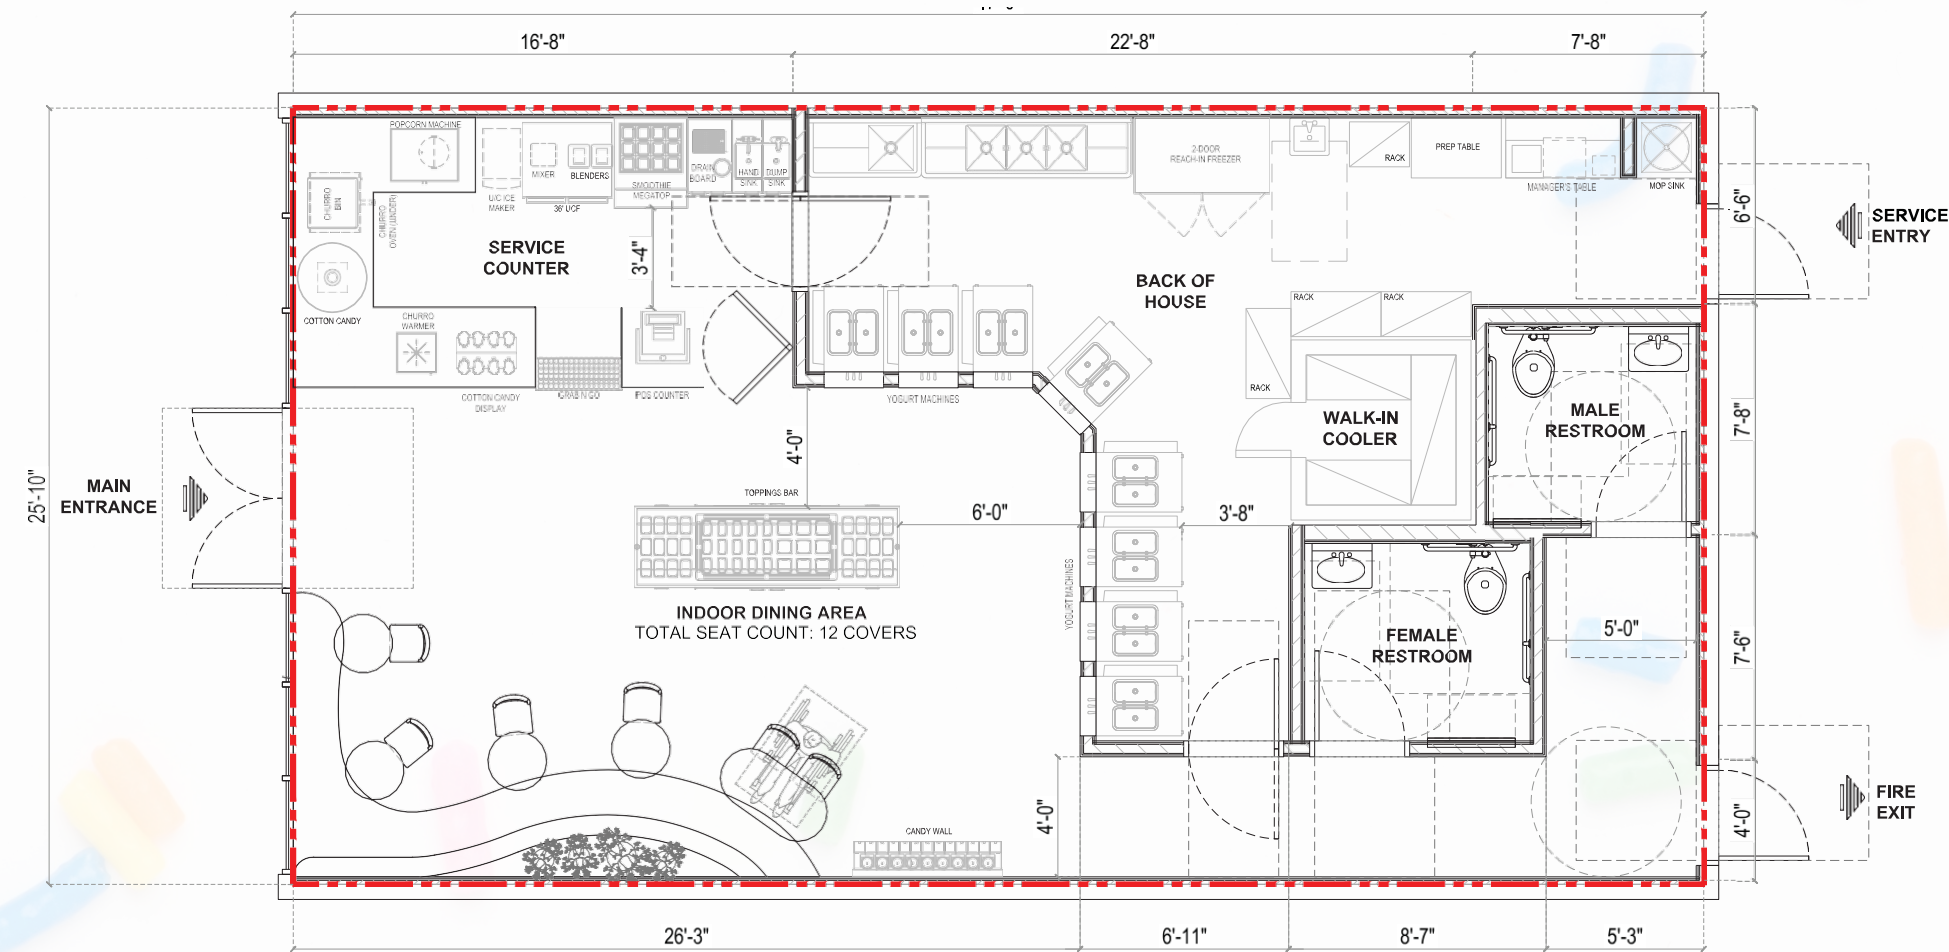 16'-8"
22'-8"
7'-8"
POPCORN MACHINE
CHURRO
BIN
CHURRO
OVEN (UNDER)
U/C ICE
MAKER
MIXER
BLENDERS
36' U/CF
SMOOTHIE
MEGATOP
DRAIN
BOARD
HAND
SINK
DUMP
SINK
2-DOOR
REACH-IN FREEZER
RACK
PREP TABLE
MANAGER'S TABLE
MOP SINK
6'-6"
SERVICE
ENTRY
SERVICE
COUNTER
3'-4"
BACK OF
HOUSE
COTTON CANDY
CHURRO
WARMER
RACK
RACK
RACK
COTTON CANDY
DISPLAY
GRAB N GO
POS COUNTER
YOGURT MACHINES
WALK-IN
COOLER
MALE
RESTROOM
7'-8"
4'-0"
25'-10"
MAIN
ENTRANCE
TOPPINGS BAR
6'-0"
3'-8"
YOGURT MACHINES
INDOOR DINING AREA
TOTAL SEAT COUNT: 12 COVERS
FEMALE
RESTROOM
5'-0"
7'-6"
4'-0"
CANDY WALL
4'-0"
FIRE
EXIT
26'-3"
6'-11"
8'-7"
5'-3"